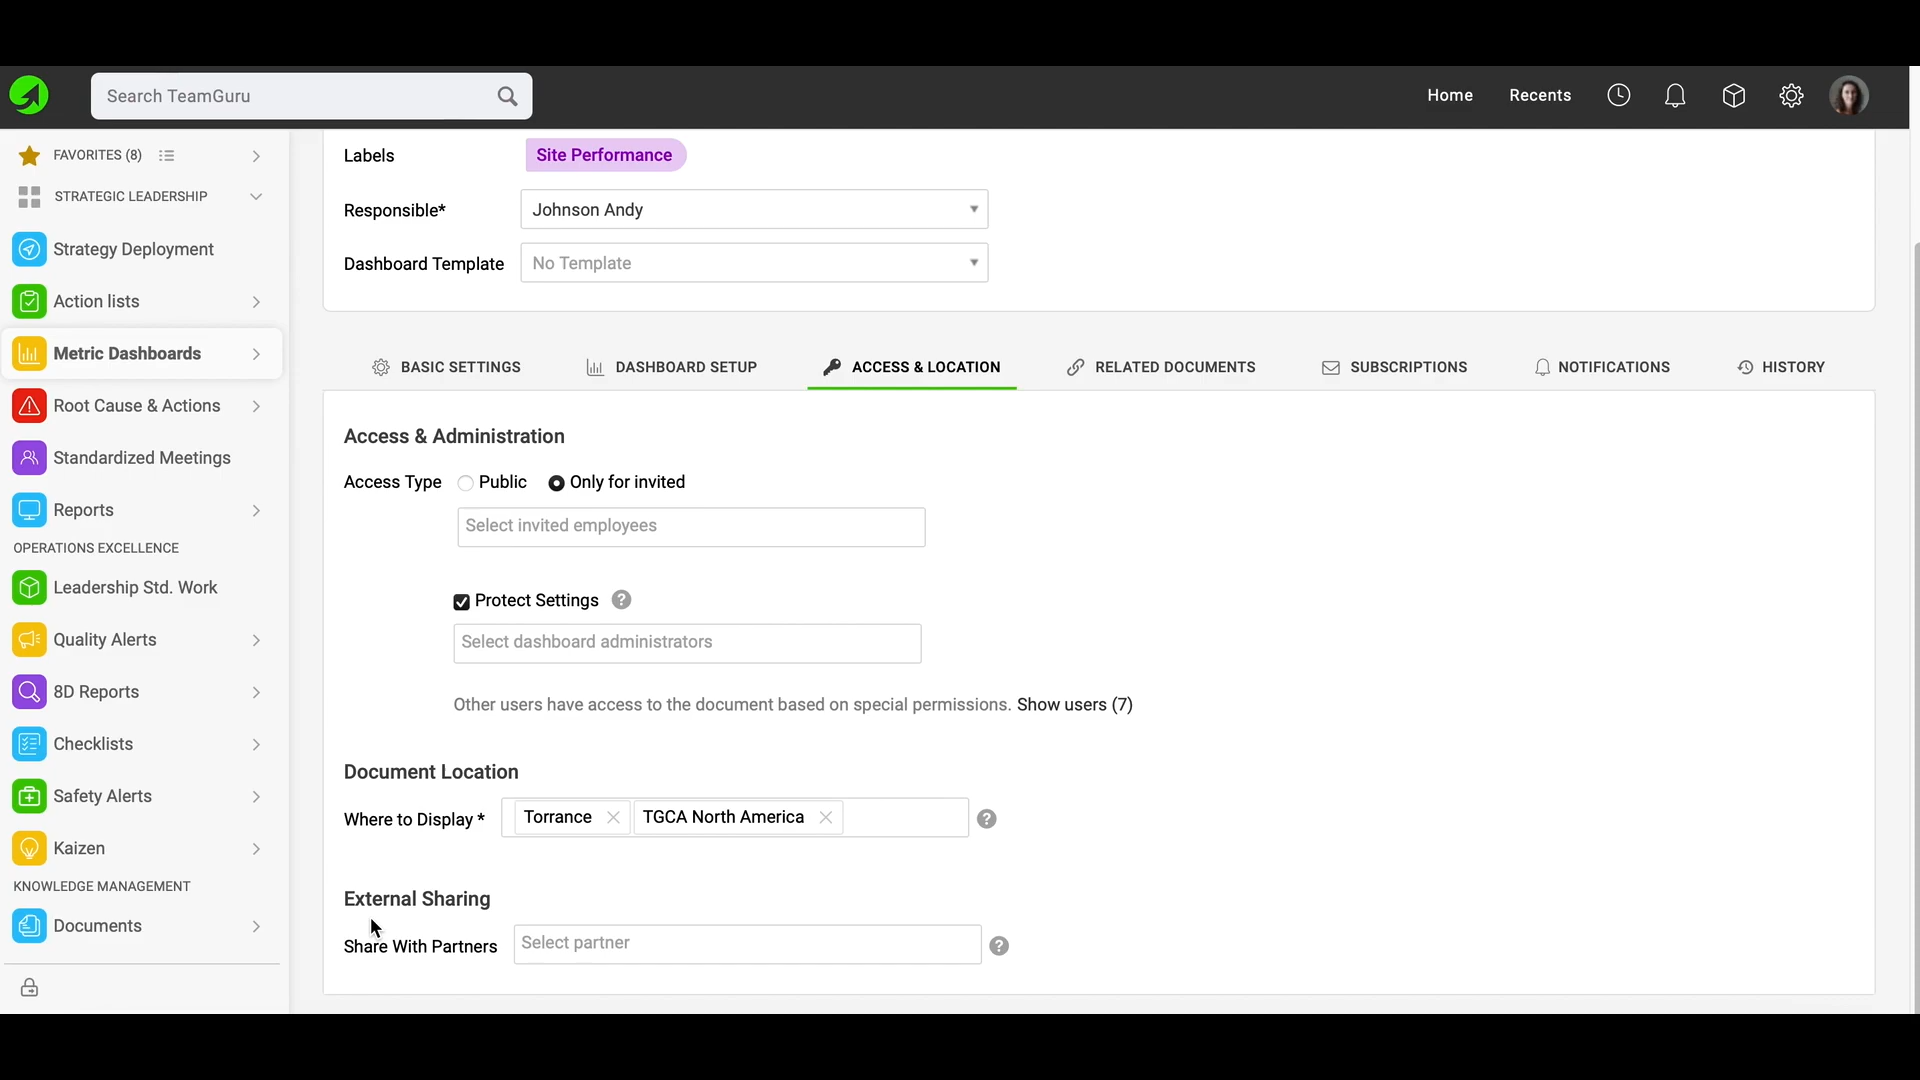 Search TeamGuru
Home Recents
FAVORITES (8)
STRATEGIC LEADERSHIP
Strategy Deployment
Action lists
Metric Dashboards
Root Cause & Actions
Standardized Meetings
Reports
OPERATIONS EXCELLENCE
Leadership Std. Work
Quality Alerts
8D Reports
Checklists
Safety Alerts
Kaizen
KNOWLEDGE MANAGEMENT
Documents
Labels Site Performance
Responsible* Johnson Andy
Dashboard Template No Template
BASIC SETTINGS DASHBOARD SETUP ACCESS & LOCATION RELATED DOCUMENTS SUBSCRIPTIONS NOTIFICATIONS HISTORY
Access & Administration
Access Type Public Only for invited
Select invited employees
Protect Settings ?
Select dashboard administrators
Other users have access to the document based on special permissions. Show users (7)
Document Location
Where to Display * Torrance TGCA North America ?
External Sharing
Share With Partners Select partner ?